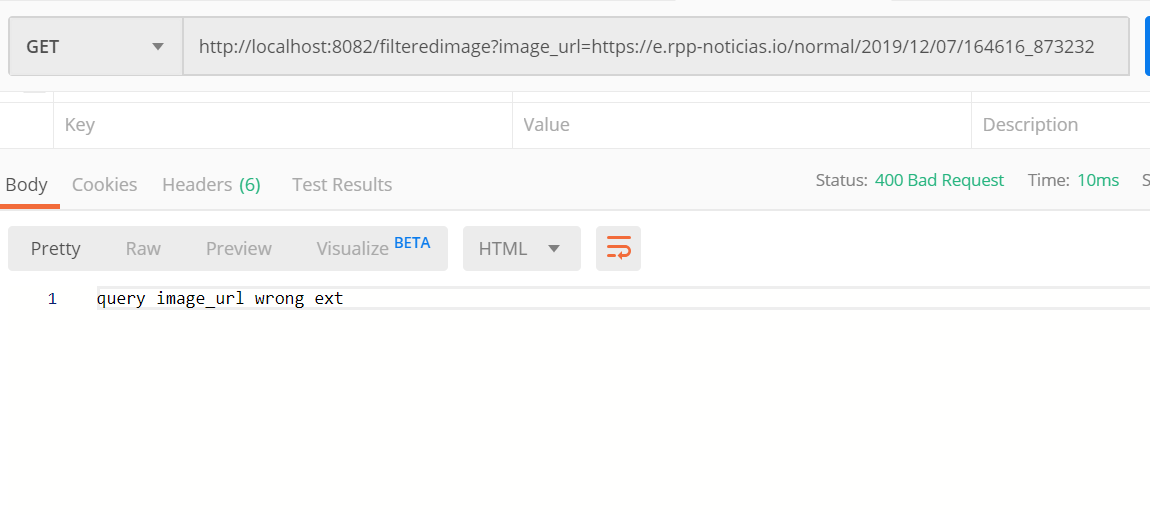 GET http://localhost:8082/filteredimage?image_url=https://e.rpp-noticias.io/normal/2019/12/07/164616_873232
Key Value Description
Body Cookies Headers (6) Test Results Status: 400 Bad Request Time: 10ms S
Pretty Raw Preview Visualize BETA HTML
1 query image_url wrong ext